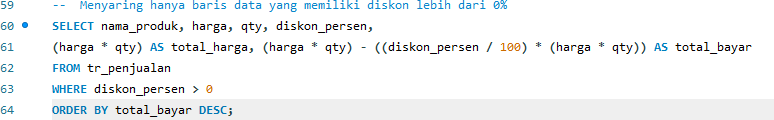 59 -- Menyaring hanya baris data yang memiliki diskon lebih dari 0%
60 SELECT nama_produk, harga, qty, diskon_persen,
61 (harga * qty) AS total_harga, (harga * qty) - ((diskon_persen / 100) * (harga * qty)) AS total_bayar
62 FROM tr_penjualan
63 WHERE diskon_persen > 0
64 ORDER BY total_bayar DESC;